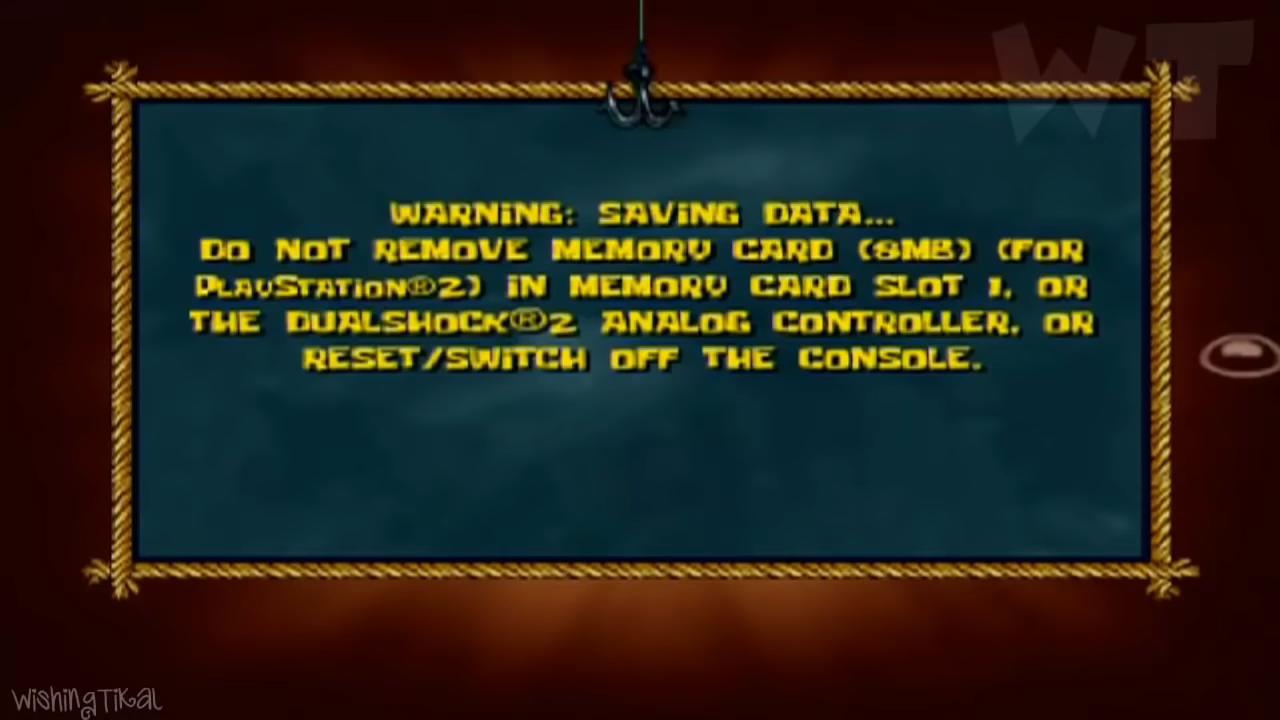 WT
WARNING: SAVING DATA...
DO NOT REMOVE MEMORY CARD (8MB) (FOR
PLAYSTATION®2) IN MEMORY CARD SLOT 1, OR
THE DUALSHOCK®2 ANALOG CONTROLLER, OR
RESET/SWITCH OFF THE CONSOLE.
WishingTikal